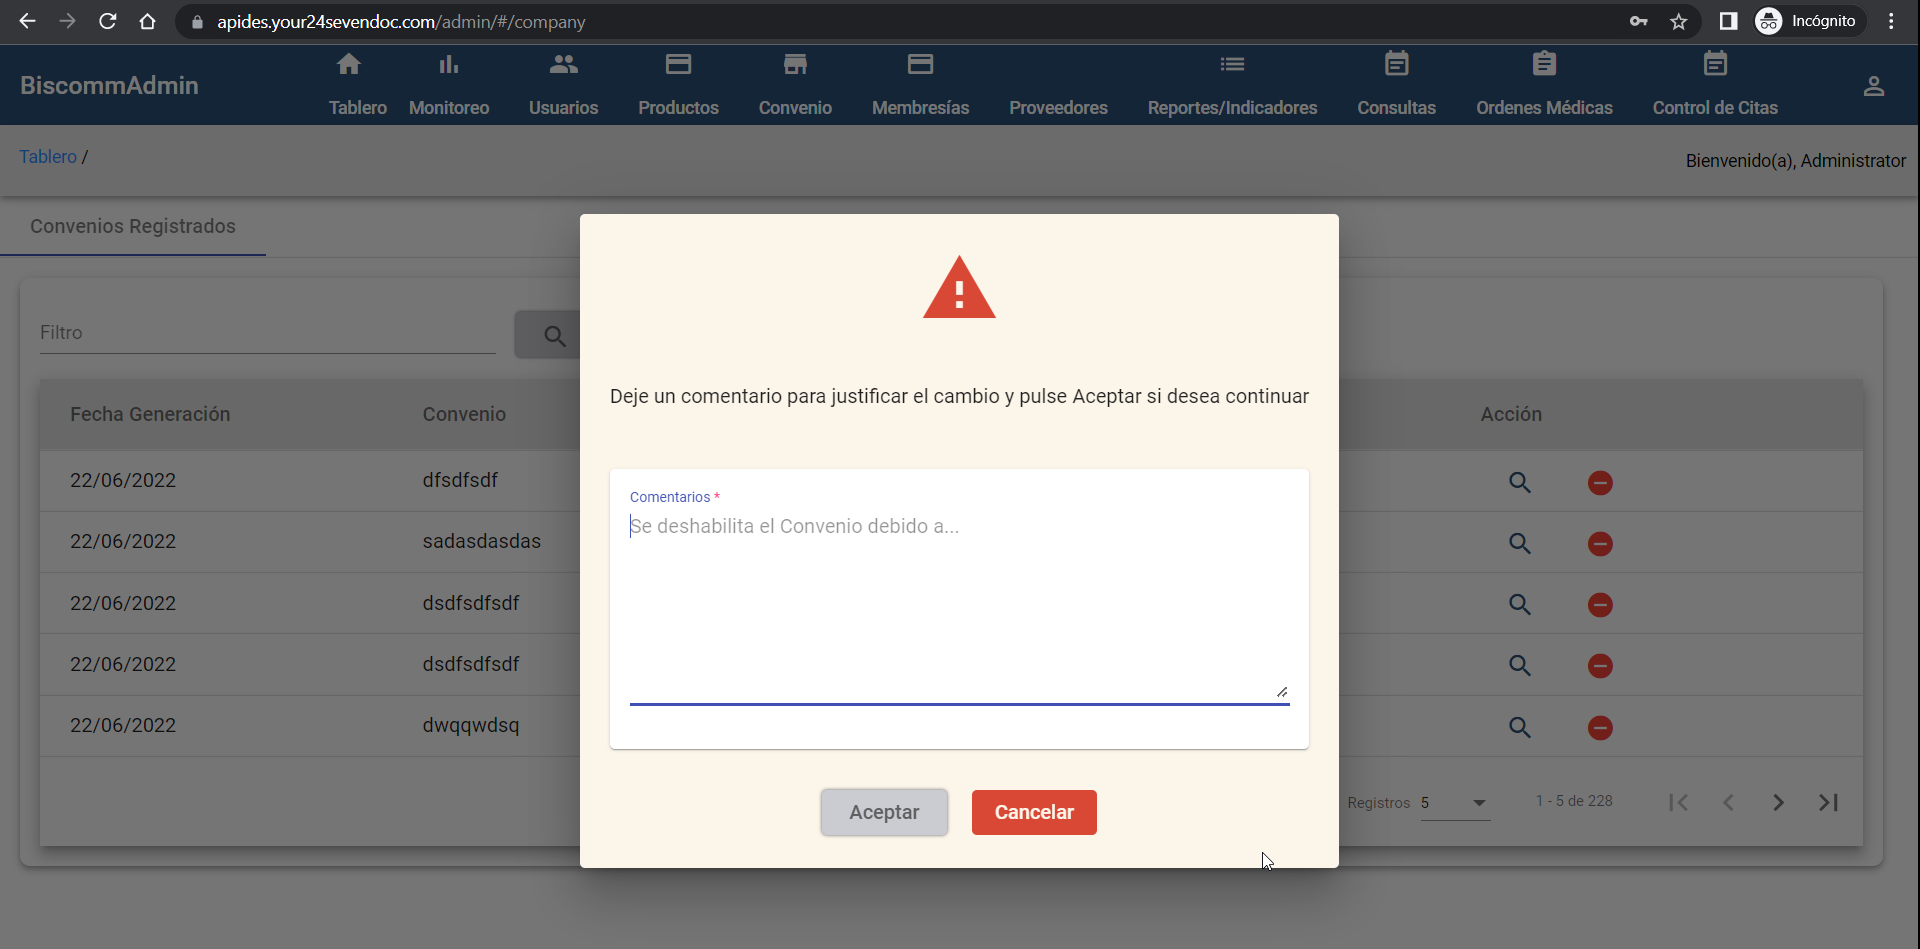 apides.your24sevendoc.com/admin/#/company
Incógnito
BiscommAdmin
Tablero
Monitoreo
Usuarios
Productos
Convenio
Membresías
Proveedores
Reportes/Indicadores
Consultas
Ordenes Médicas
Control de Citas
Tablero /
Bienvenido(a), Administrator
Convenios Registrados
Filtro
Fecha Generación
Convenio
Acción
22/06/2022
dfsdfsdf
22/06/2022
sadasdasdas
22/06/2022
dsdfsdfsdf
22/06/2022
dsdfsdfsdf
22/06/2022
dwqqwdsq
Registros 5
1 - 5 de 228
Deje un comentario para justificar el cambio y pulse Aceptar si desea continuar
Comentarios *
Se deshabilita el Convenio debido a...
Aceptar
Cancelar